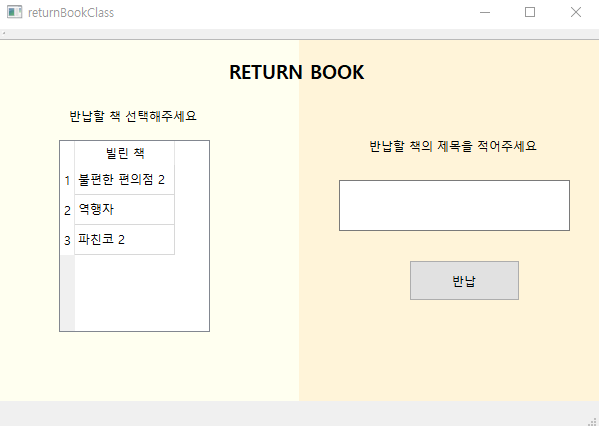 returnBookClass
RETURN BOOK
반납할 책 선택해주세요
빌린 책
1 불편한 편의점 2
2 역행자
3 파친코 2
반납할 책의 제목을 적어주세요
반납